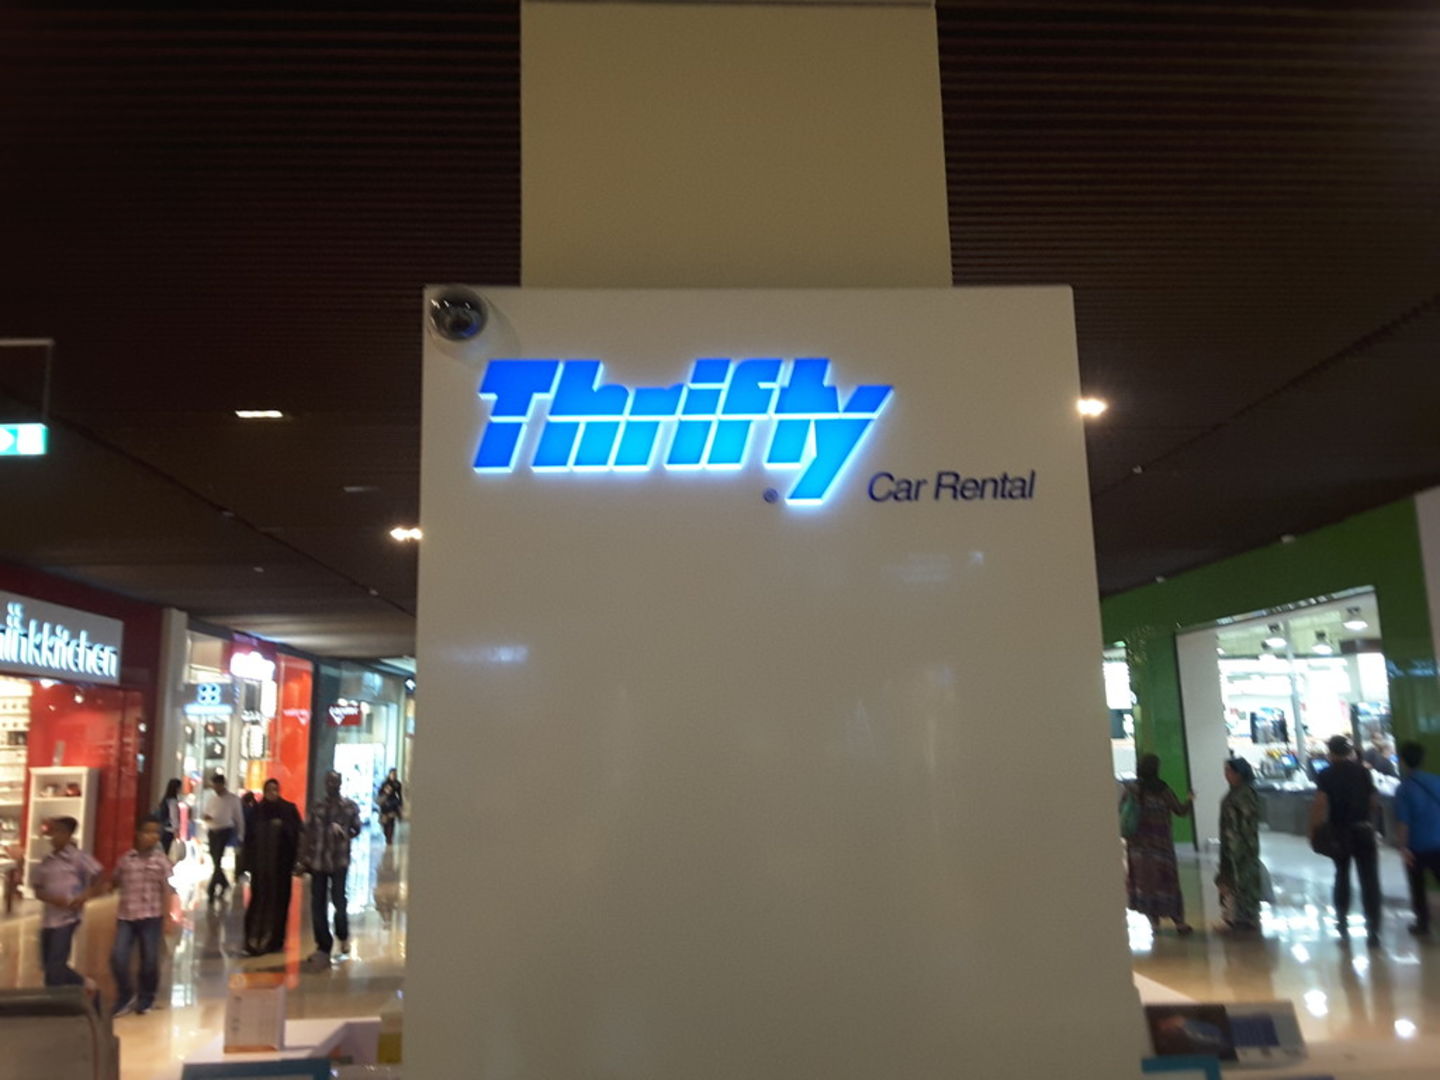 Thrifty
® Car Rental
thinkkitchen